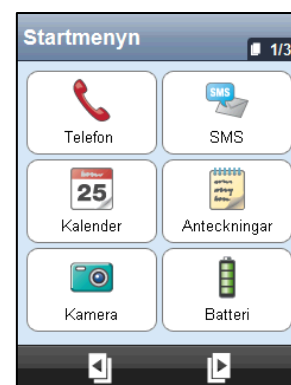 Startmenyn
1/3
SMS
Telefon
SMS
25
Kalender
Anteckningar
Kamera
Batteri